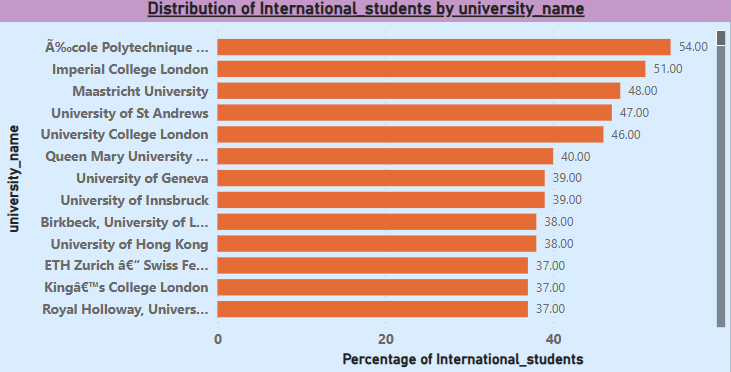 Distribution of International_students by university_name
university_name
Ã‰cole Polytechnique ... 54.00
Imperial College London 51.00
Maastricht University 48.00
University of St Andrews 47.00
University College London 46.00
Queen Mary University ... 40.00
University of Geneva 39.00
University of Innsbruck 39.00
Birkbeck, University of L... 38.00
University of Hong Kong 38.00
ETH Zurich â€“ Swiss Fe... 37.00
Kingâ€™s College London 37.00
Royal Holloway, Univers... 37.00
0 20 40
Percentage of International_students